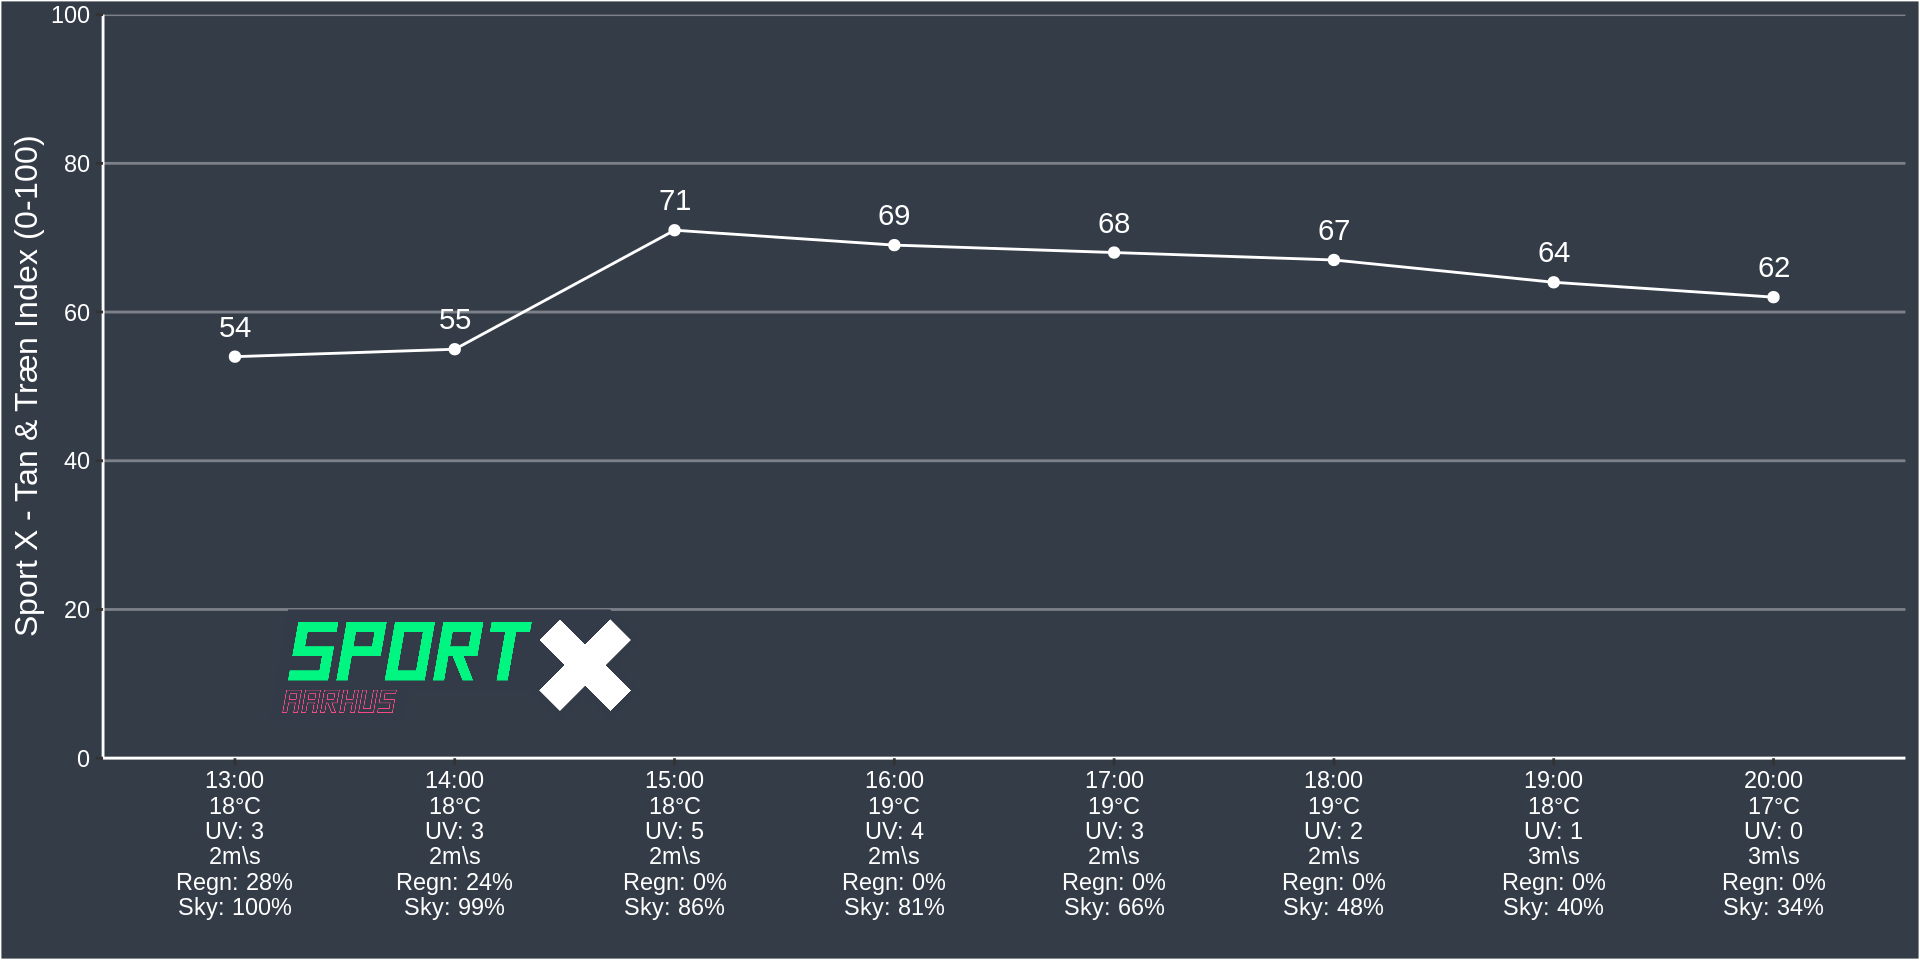 Sport X - Tan & Træn Index (0-100)
100
80
60
40
20
0
54
55
71
69
68
67
64
62
SPORT X
AARHUS
13:00
18°C
UV: 3
2m\s
Regn: 28%
Sky: 100%
14:00
18°C
UV: 3
2m\s
Regn: 24%
Sky: 99%
15:00
18°C
UV: 5
2m\s
Regn: 0%
Sky: 86%
16:00
19°C
UV: 4
2m\s
Regn: 0%
Sky: 81%
17:00
19°C
UV: 3
2m\s
Regn: 0%
Sky: 66%
18:00
19°C
UV: 2
2m\s
Regn: 0%
Sky: 48%
19:00
18°C
UV: 1
3m\s
Regn: 0%
Sky: 40%
20:00
17°C
UV: 0
3m\s
Regn: 0%
Sky: 34%